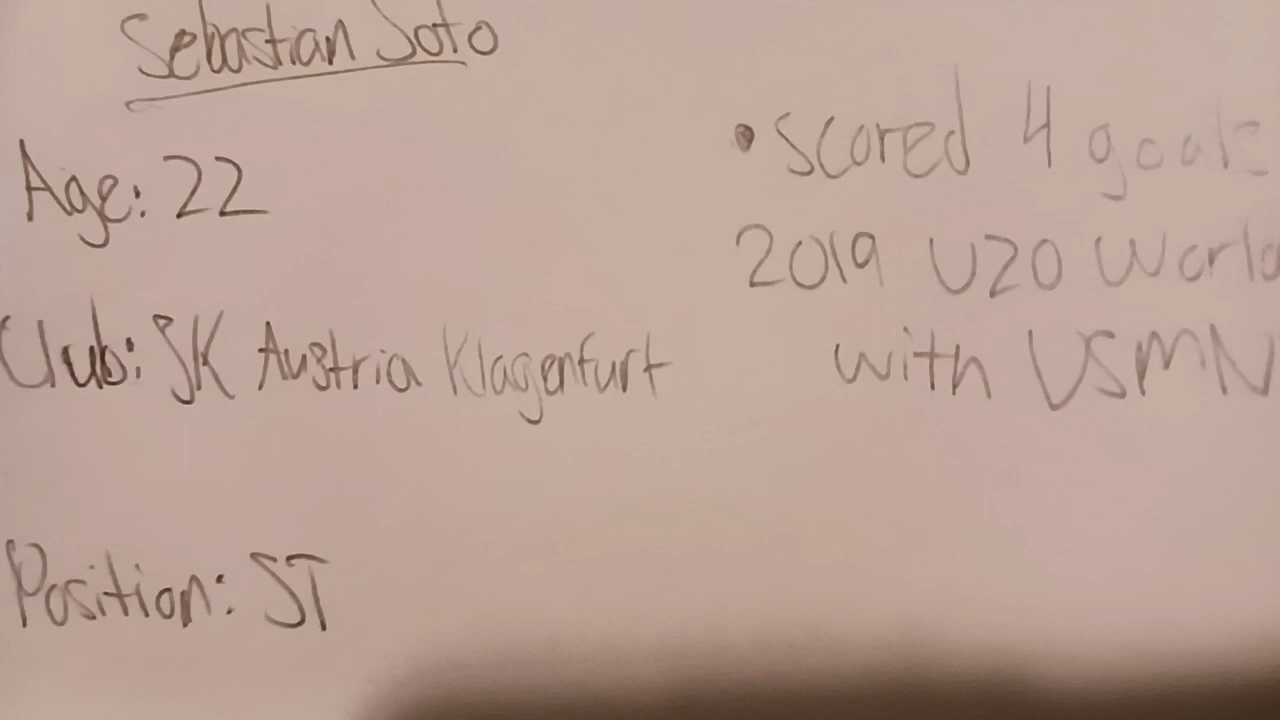 Sebastian Soto
Age: 22
Club: SK Austria Klagenfurt
Position: ST
• scored 4 goals
2019 U20 World
with USMN